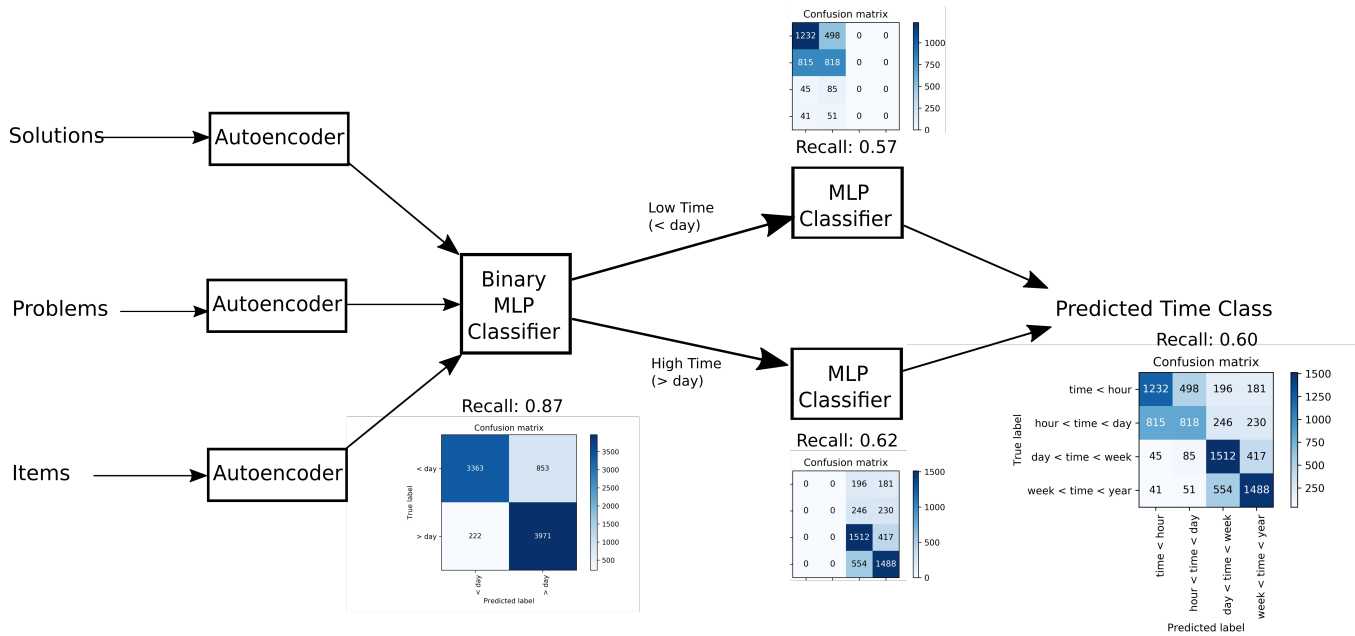 Solutions
Autoencoder
Problems
Autoencoder
Items
Autoencoder
Binary
MLP
Classifier
Recall: 0.87
Confusion matrix
True label
< day
3363 853
> day
222 3971
< day
> day
Predicted label
3500
3000
2500
2000
1500
1000
500
Low Time
(< day)
High Time
(> day)
Confusion matrix
1232 498 0 0
815 818 0 0
45 85 0 0
41 51 0 0
1000
750
500
250
0
Recall: 0.57
MLP
Classifier
MLP
Classifier
Recall: 0.62
Confusion matrix
0 0 196 181
0 0 246 230
0 0 1512 417
0 0 554 1488
1500
1000
500
0
Predicted Time Class
Recall: 0.60
Confusion matrix
True label
time < hour 1232 498 196 181
hour < time < day 815 818 246 230
day < time < week 45 85 1512 417
week < time < year 41 51 554 1488
time < hour
hour < time < day
day < time < week
week < time < year
Predicted label
1500
1250
1000
750
500
250